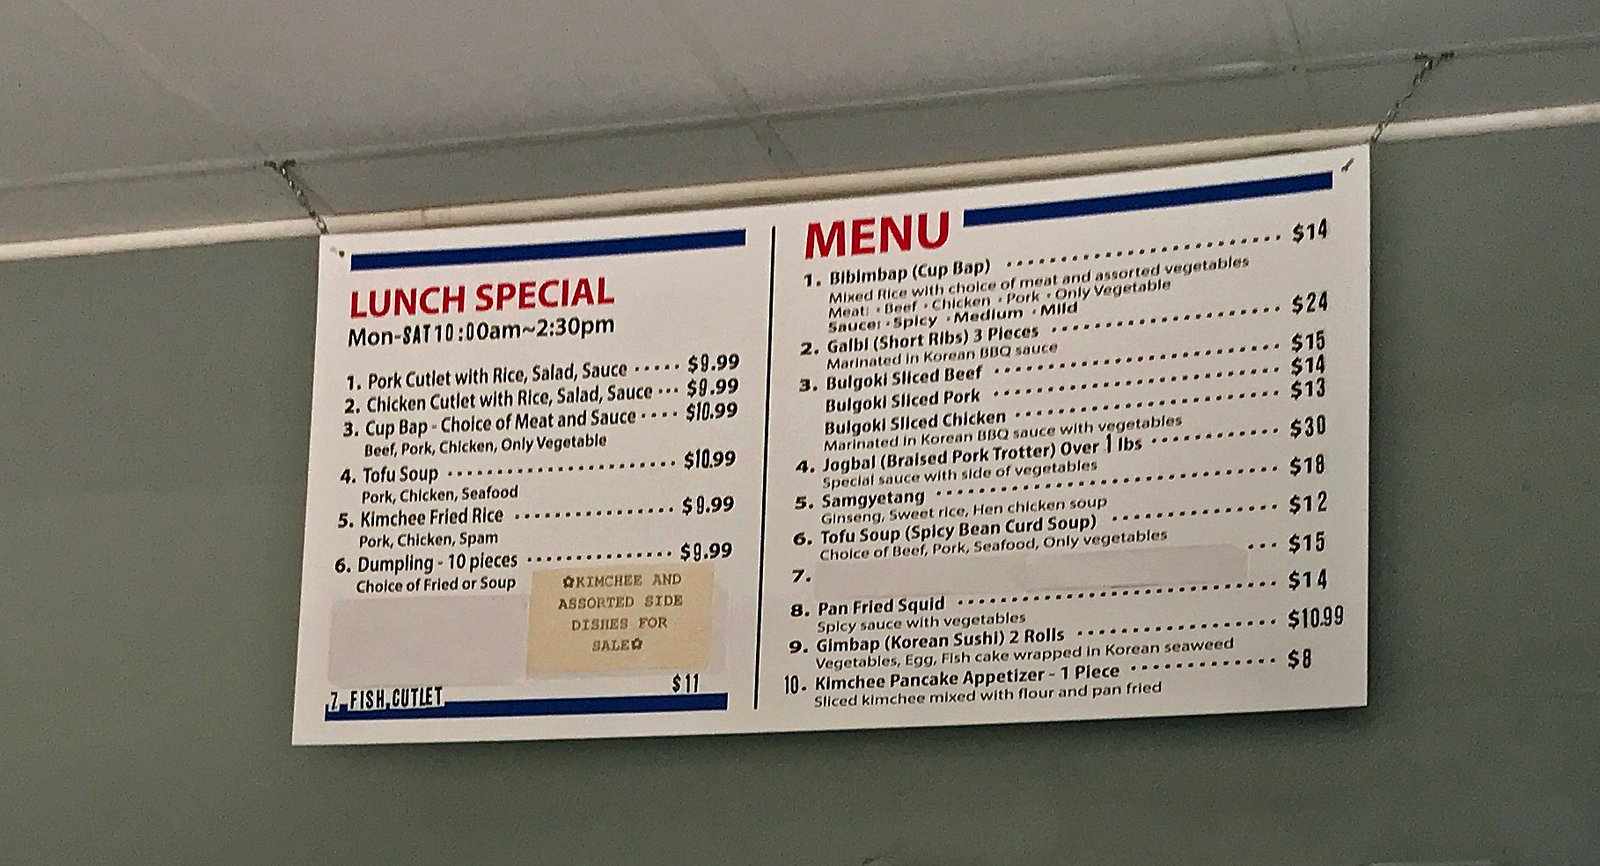 LUNCH SPECIAL
Mon-SAT 10:00am~2:30pm
1. Pork Cutlet with Rice, Salad, Sauce ····· $9.99
2. Chicken Cutlet with Rice, Salad, Sauce ··· $9.99
3. Cup Bap - Choice of Meat and Sauce ···· $10.99
Beef, Pork, Chicken, Only Vegetable
4. Tofu Soup ························ $10.99
Pork, Chicken, Seafood
5. Kimchee Fried Rice ················ $9.99
Pork, Chicken, Spam
6. Dumpling - 10 pieces ··············· $9.99
Choice of Fried or Soup
✿KIMCHEE AND
ASSORTED SIDE
DISHES FOR
SALE✿
7. FISH CUTLET $11
MENU
1. Bibimbap (Cup Bap) ························ $14
Mixed Rice with choice of meat and assorted vegetables
Meat: · Beef · Chicken · Pork · Only Vegetable
Sauce: · Spicy · Medium · Mild
2. Galbi (Short Ribs) 3 Pieces ···················· $24
Marinated in Korean BBQ sauce
3. Bulgoki Sliced Beef ························· $15
Bulgoki Sliced Pork ························· $14
Bulgoki Sliced Chicken ······················· $13
Marinated in Korean BBQ sauce with vegetables
4. Jogbal (Braised Pork Trotter) Over 1 lbs ············ $30
Special sauce with side of vegetables
5. Samgyetang ······························ $18
Ginseng, Sweet rice, Hen chicken soup
6. Tofu Soup (Spicy Bean Curd Soup) ··············· $12
Choice of Beef, Pork, Seafood, Only vegetables
7. ··· $15
8. Pan Fried Squid ···························· $14
Spicy sauce with vegetables
9. Gimbap (Korean Sushi) 2 Rolls ·················· $10.99
Vegetables, Egg, Fish cake wrapped in Korean seaweed
10. Kimchee Pancake Appetizer - 1 Piece ············· $8
Sliced kimchee mixed with flour and pan fried